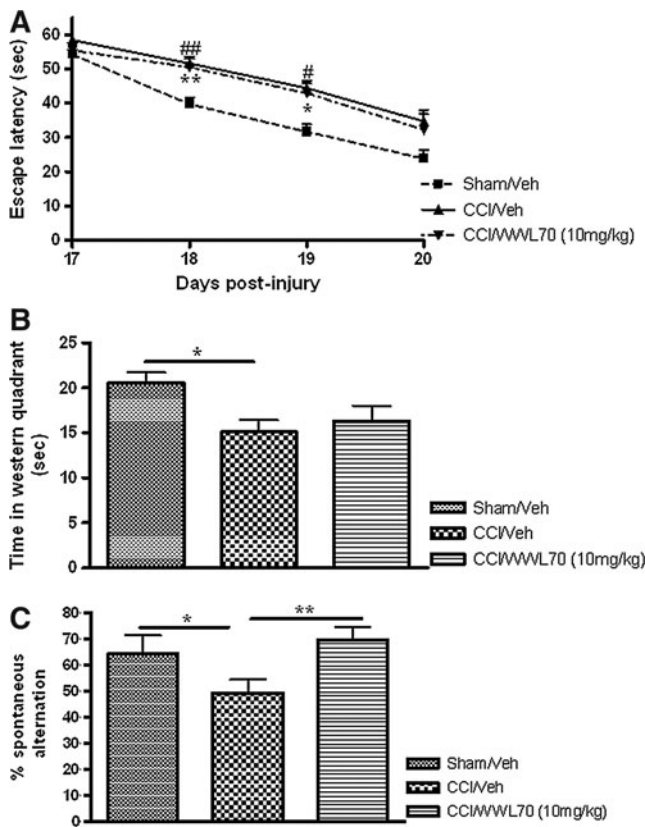 A
Escape latency (sec)
60
50
40
30
20
10
0
##
**
#
*
17
18
19
20
Days post-injury
Sham/Veh
CCI/Veh
CCI/WWL70 (10mg/kg)
B
Time in western quadrant
(sec)
25
20
15
10
5
0
*
Sham/Veh
CCI/Veh
CCI/WWL70 (10mg/kg)
C
% spontaneous
alternation
80
70
60
50
40
30
20
10
0
*
**
Sham/Veh
CCI/Veh
CCI/WWL70 (10mg/kg)